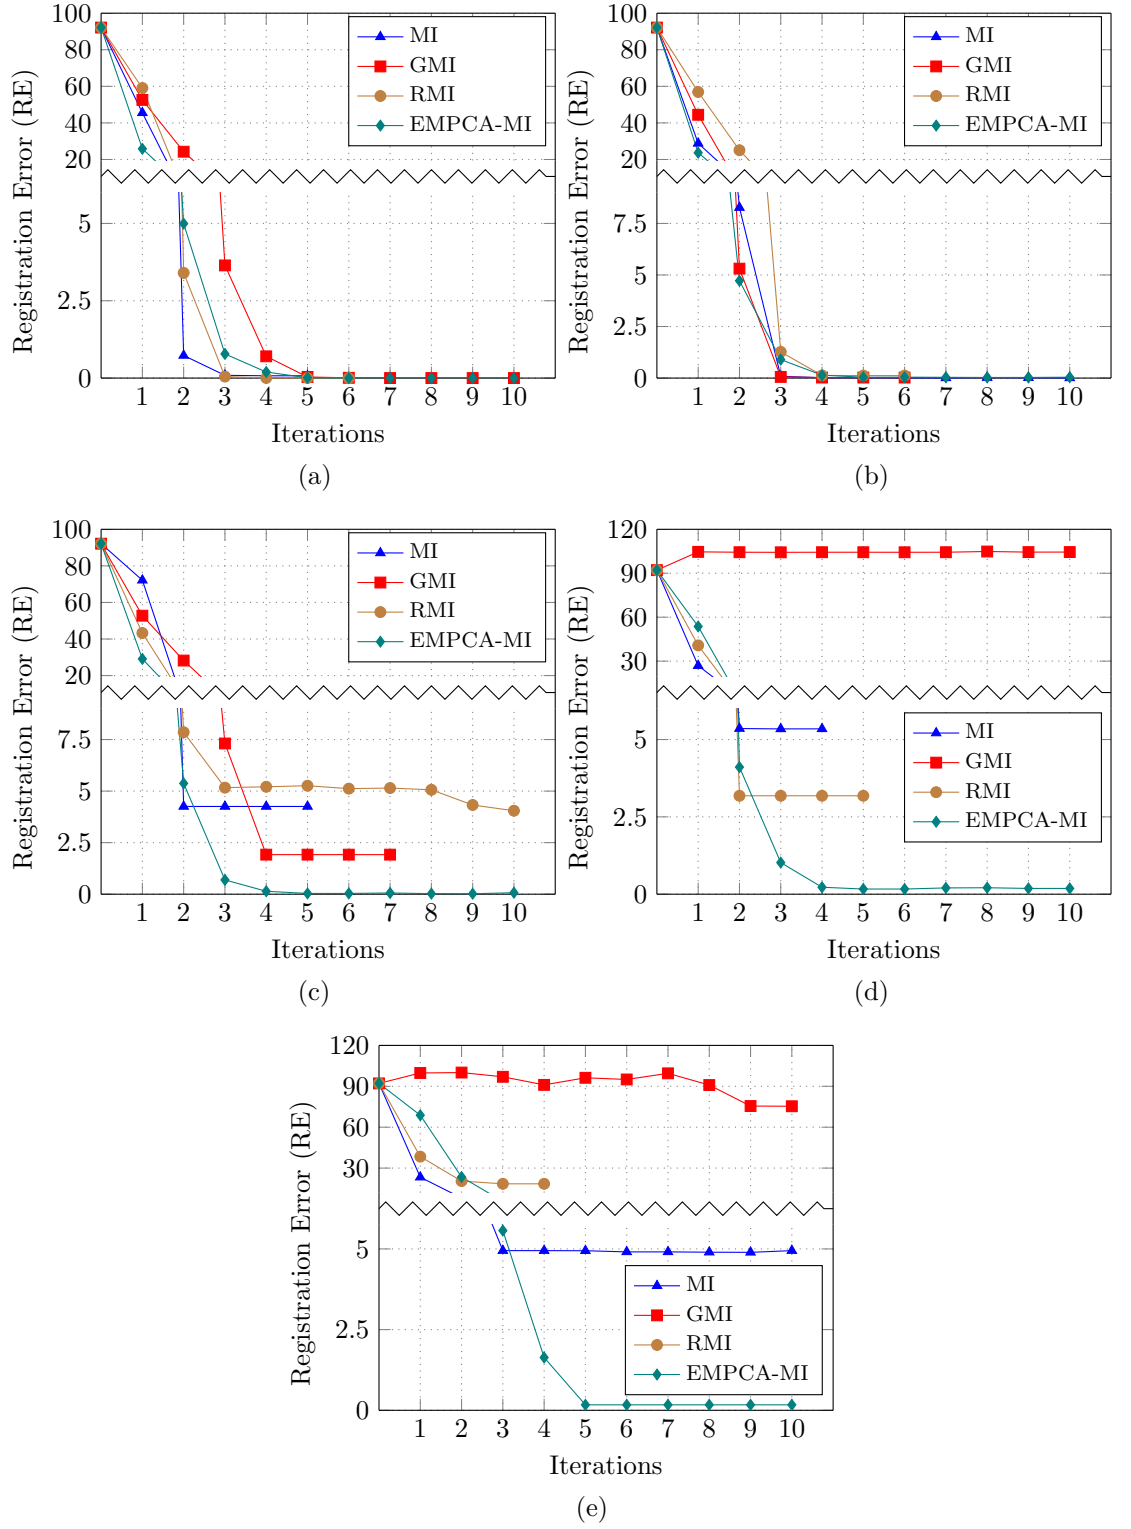 100
80
60
40
20
5
2.5
0
1 2 3 4 5 6 7 8 9 10
Registration Error (RE)
Iterations
MI
GMI
RMI
EMPCA-MI
(a)
100
80
60
40
20
7.5
5
2.5
0
1 2 3 4 5 6 7 8 9 10
Registration Error (RE)
Iterations
MI
GMI
RMI
EMPCA-MI
(b)
100
80
60
40
20
7.5
5
2.5
0
1 2 3 4 5 6 7 8 9 10
Registration Error (RE)
Iterations
MI
GMI
RMI
EMPCA-MI
(c)
120
90
60
30
5
2.5
0
1 2 3 4 5 6 7 8 9 10
Registration Error (RE)
Iterations
MI
GMI
RMI
EMPCA-MI
(d)
120
90
60
30
5
2.5
0
1 2 3 4 5 6 7 8 9 10
Registration Error (RE)
Iterations
MI
GMI
RMI
EMPCA-MI
(e)